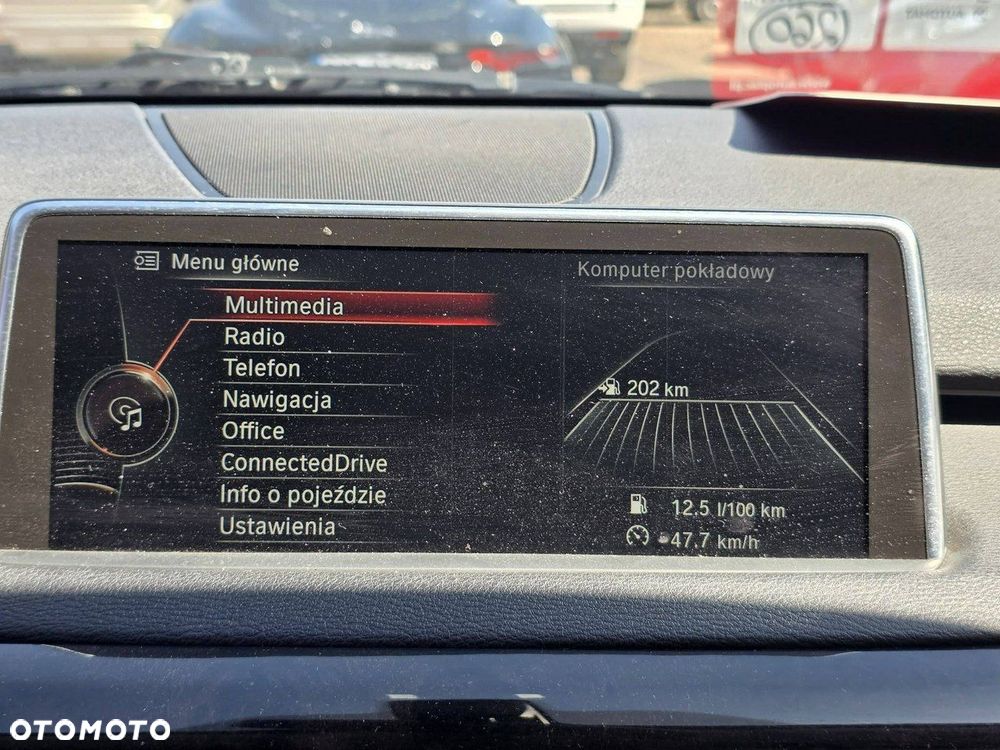 Menu główne
Multimedia
Radio
Telefon
Nawigacja
Office
ConnectedDrive
Info o pojeździe
Ustawienia
Komputer pokładowy
202 km
12.5 l/100 km
47.7 km/h
OTOMOTO